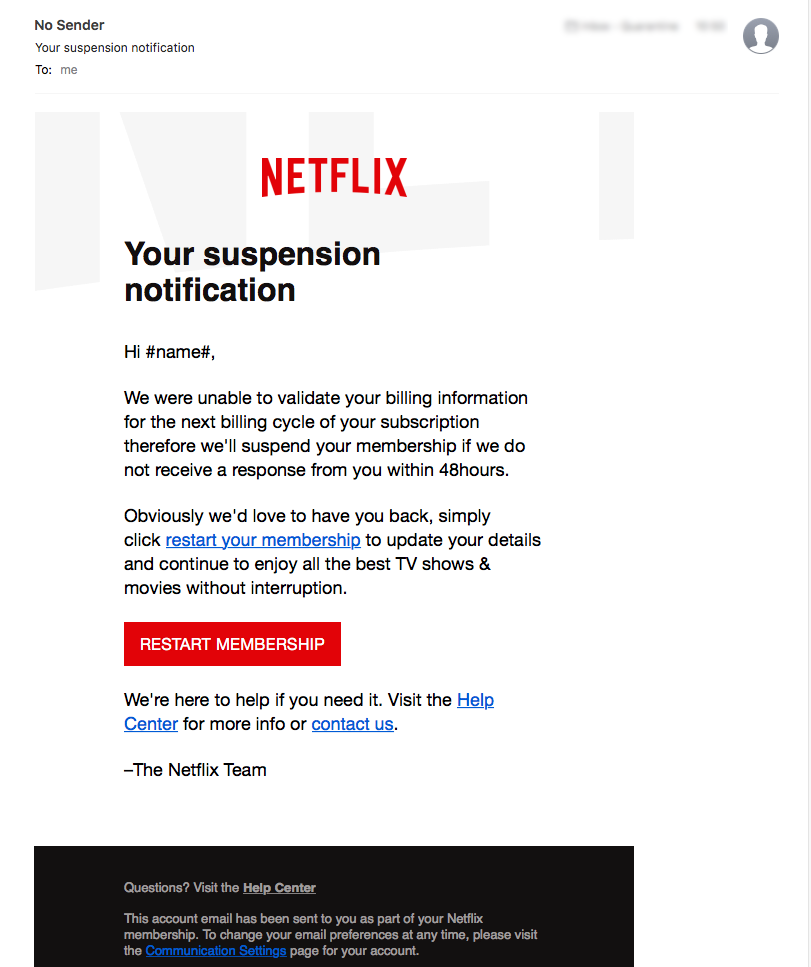 No Sender
Your suspension notification
To: me
NETFLIX
Your suspension
notification
Hi #name#,
We were unable to validate your billing information
for the next billing cycle of your subscription
therefore we'll suspend your membership if we do
not receive a response from you within 48hours.
Obviously we'd love to have you back, simply
click restart your membership to update your details
and continue to enjoy all the best TV shows &
movies without interruption.
RESTART MEMBERSHIP
We're here to help if you need it. Visit the Help
Center for more info or contact us.
–The Netflix Team
Questions? Visit the Help Center
This account email has been sent to you as part of your Netflix
membership. To change your email preferences at any time, please visit
the Communication Settings page for your account.